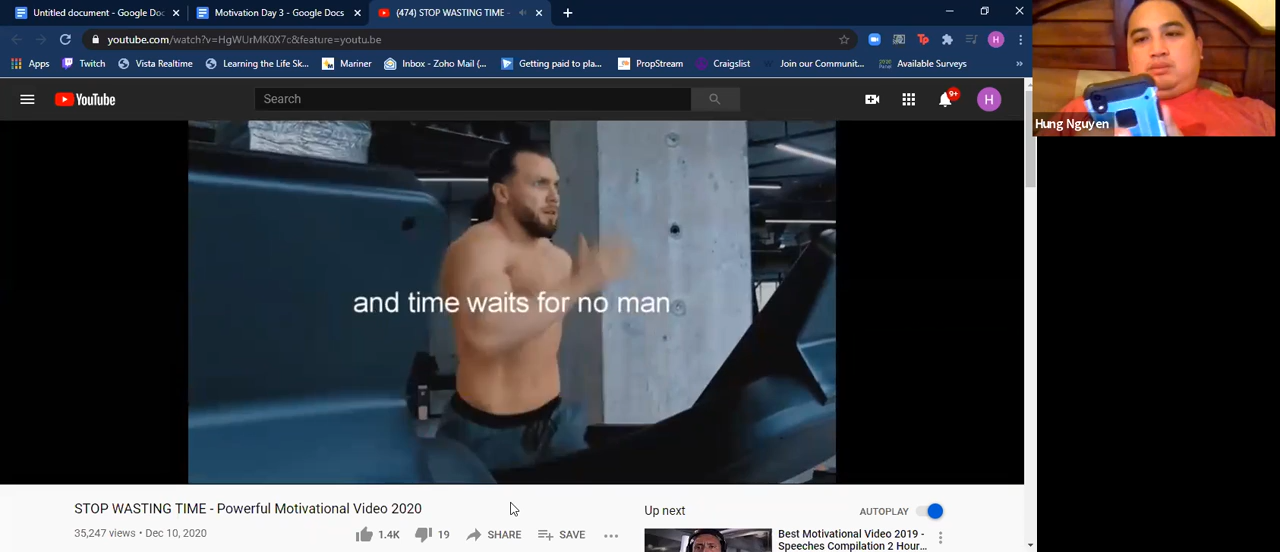 Untitled document - Google Doc
Motivation Day 3 - Google Docs
(474) STOP WASTING TIME -
youtube.com/watch?v=HgWUrMK0X7c&feature=youtu.be
Apps
Twitch
Vista Realtime
Learning the Life Sk...
Mariner
Inbox - Zoho Mail (...
Getting paid to pla...
PropStream
Craigslist
Join our Communit...
Available Surveys
YouTube
Search
9+
H
Hung Nguyen
and time waits for no man
STOP WASTING TIME - Powerful Motivational Video 2020
35,247 views • Dec 10, 2020
1.4K
19
SHARE
SAVE
Up next
AUTOPLAY
Best Motivational Video 2019 -
Speeches Compilation 2 Hour...